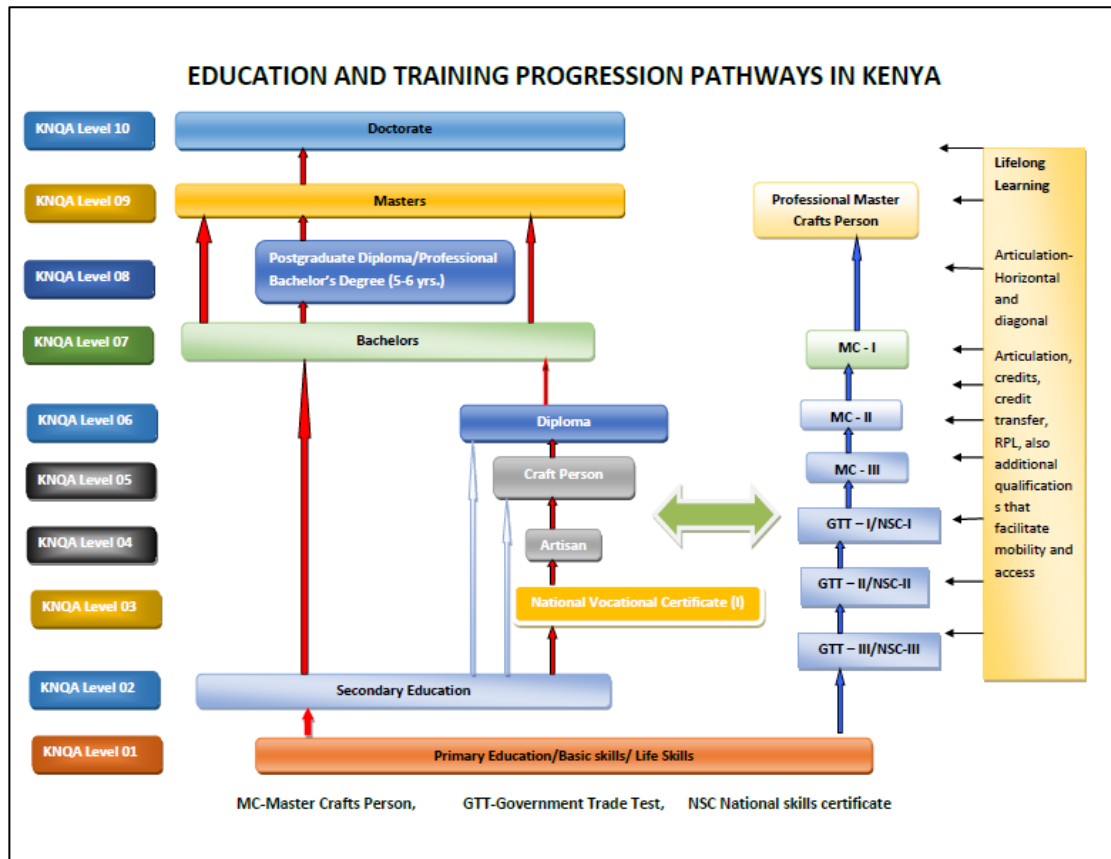 EDUCATION AND TRAINING PROGRESSION PATHWAYS IN KENYA
KNQA Level 10
Doctorate
KNQA Level 09
Masters
Professional Master
Crafts Person
KNQA Level 08
Postgraduate Diploma/Professional
Bachelor's Degree (5-6 yrs.)
KNQA Level 07
Bachelors
MC - I
KNQA Level 06
Diploma
MC - II
KNQA Level 05
Craft Person
MC - III
KNQA Level 04
Artisan
GTT – I/NSC-I
KNQA Level 03
National Vocational Certificate (I)
GTT – II/NSC-II
GTT – III/NSC-III
KNQA Level 02
Secondary Education
KNQA Level 01
Primary Education/Basic skills/ Life Skills
Lifelong
Learning
Articulation-
Horizontal
and
diagonal
Articulation,
credits,
credit
transfer,
RPL, also
additional
qualification
s that
facilitate
mobility and
access
MC-Master Crafts Person, GTT-Government Trade Test, NSC National skills certificate